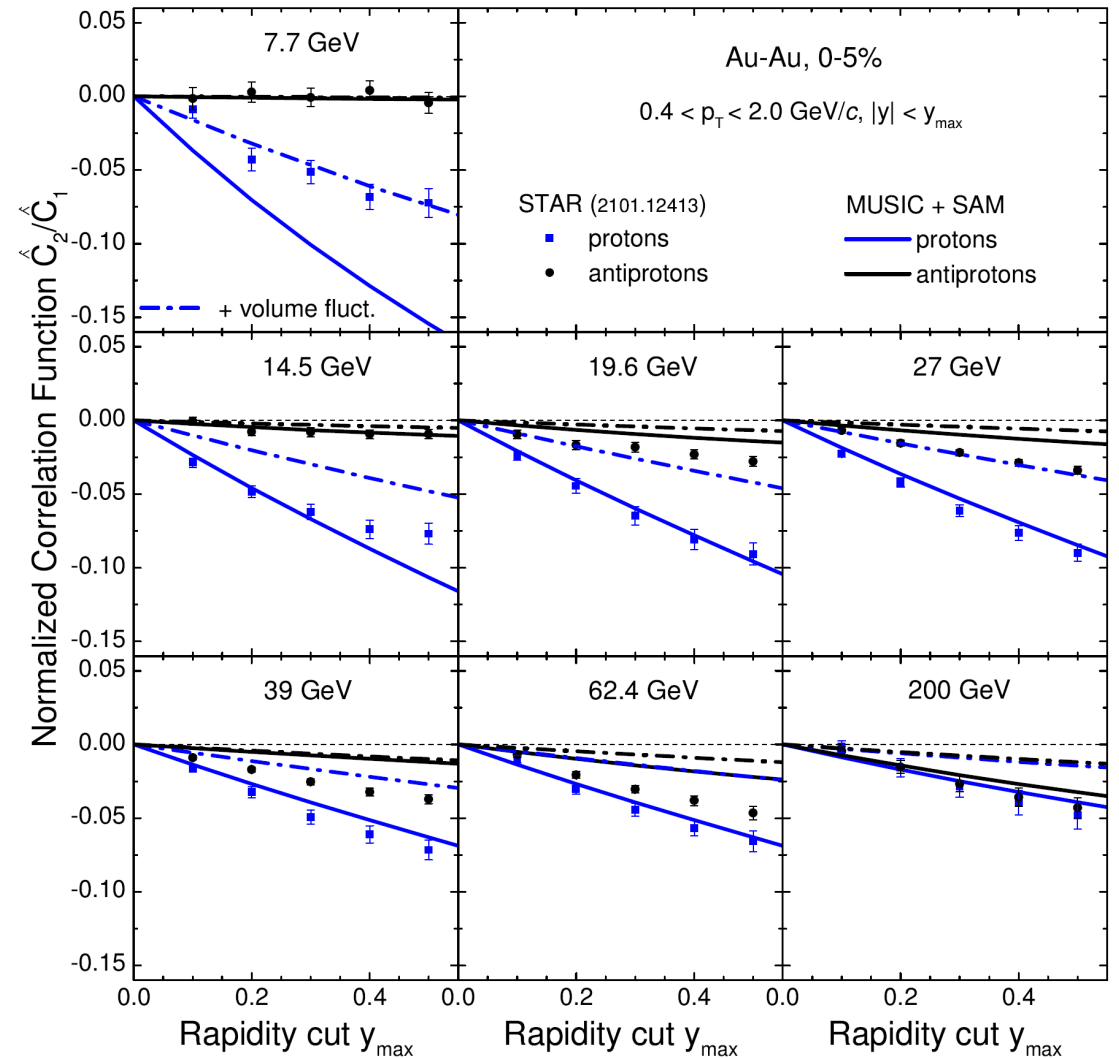 0.05
0.00
-0.05
-0.10
-0.15
7.7 GeV
+ volume fluct.
Au-Au, 0-5%
0.4 < p_T < 2.0 GeV/c, |y| < y_max
STAR (2101.12413)
protons
antiprotons
MUSIC + SAM
protons
antiprotons
Normalized Correlation Function Ĉ₂/Ĉ₁
0.05
0.00
-0.05
-0.10
-0.15
14.5 GeV
19.6 GeV
27 GeV
0.05
0.00
-0.05
-0.10
-0.15
39 GeV
62.4 GeV
200 GeV
0.0 0.2 0.4 0.0 0.2 0.4 0.0 0.2 0.4
Rapidity cut y_max
Rapidity cut y_max
Rapidity cut y_max